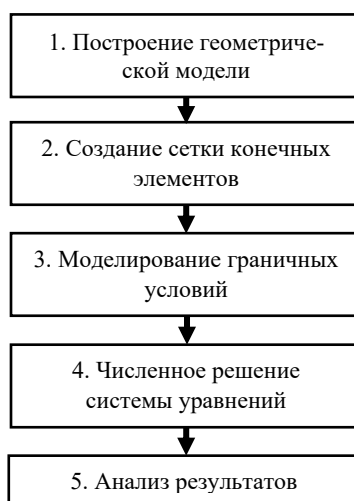 1. Построение геометриче-
ской модели
2. Создание сетки конечных
элементов
3. Моделирование граничных
условий
4. Численное решение
системы уравнений
5. Анализ результатов